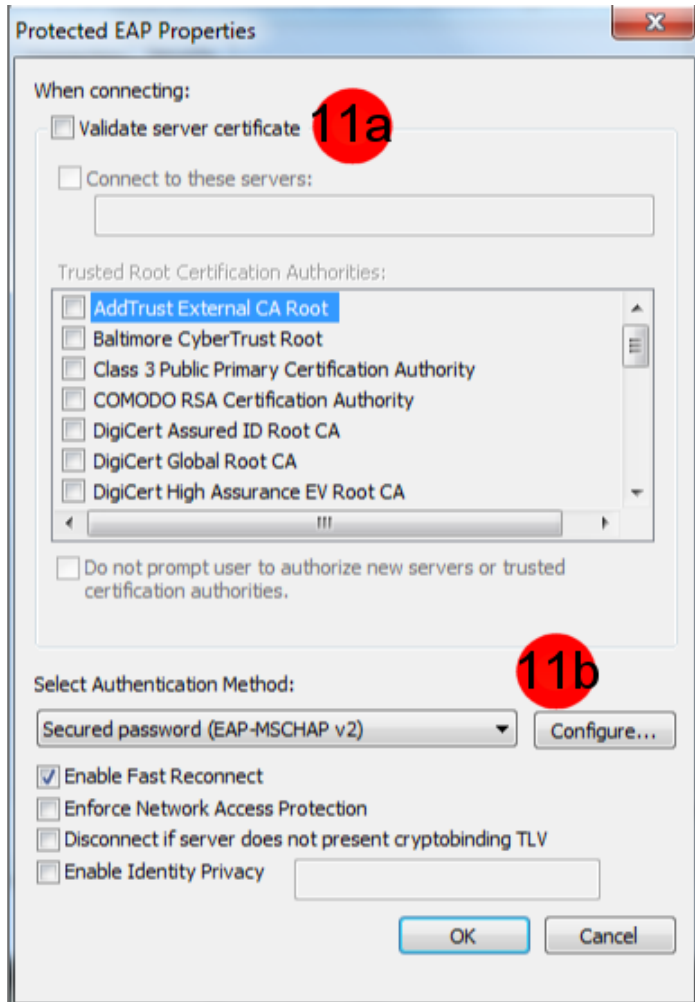 Protected EAP Properties
When connecting:
Validate server certificate
11a
Connect to these servers:
Trusted Root Certification Authorities:
AddTrust External CA Root
Baltimore CyberTrust Root
Class 3 Public Primary Certification Authority
COMODO RSA Certification Authority
DigiCert Assured ID Root CA
DigiCert Global Root CA
DigiCert High Assurance EV Root CA
Do not prompt user to authorize new servers or trusted
certification authorities.
11b
Select Authentication Method:
Secured password (EAP-MSCHAP v2)
Configure...
Enable Fast Reconnect
Enforce Network Access Protection
Disconnect if server does not present cryptobinding TLV
Enable Identity Privacy
OK
Cancel